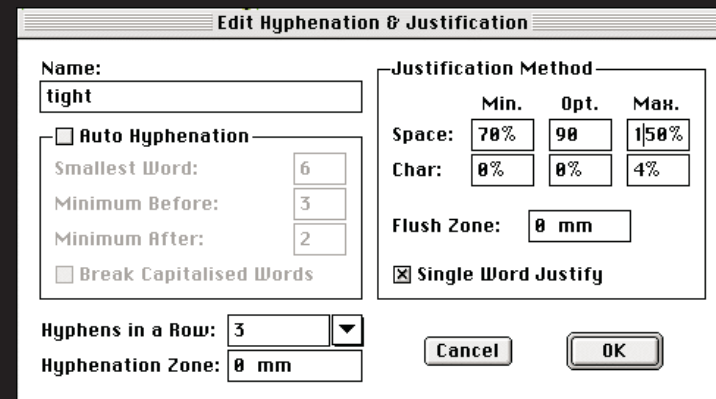 Edit Hyphenation & Justification
Name:
tight
Auto Hyphenation
Smallest Word: 6
Minimum Before: 3
Minimum After: 2
Break Capitalised Words
Hyphens in a Row: 3
Hyphenation Zone: 0 mm
Justification Method
Min. Opt. Max.
Space: 70% 90 150%
Char: 0% 0% 4%
Flush Zone: 0 mm
Single Word Justify
Cancel OK